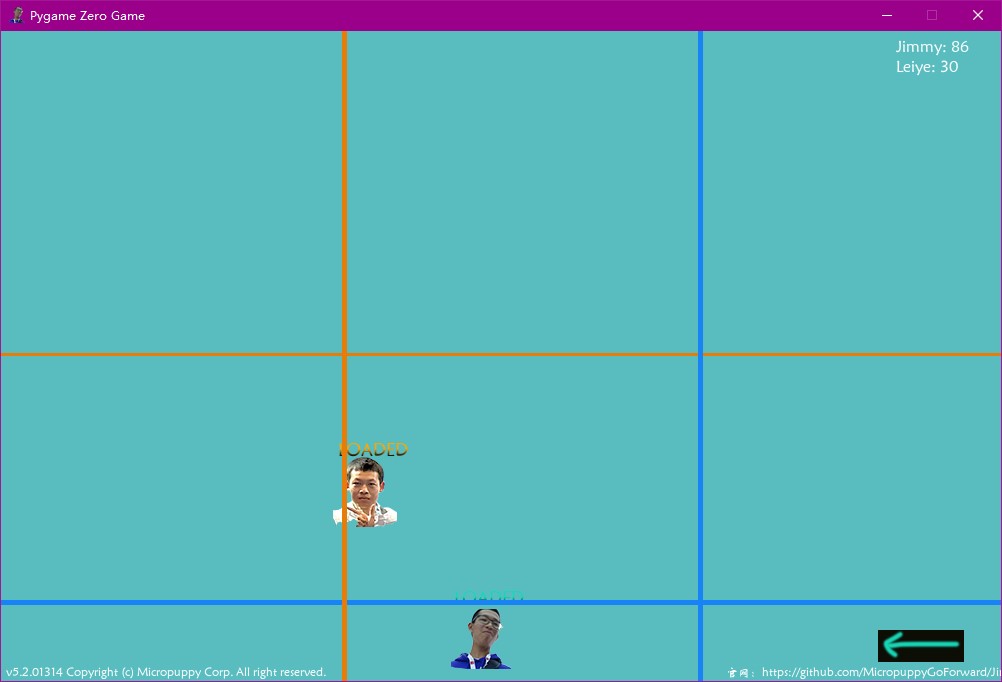 Pygame Zero Game
Jimmy: 86
Leiye: 30
LOADED
LOADED
v5.2.01314 Copyright (c) Micropuppy Corp. All right reserved.
官网：https://github.com/MicropuppyGoForward/Ji